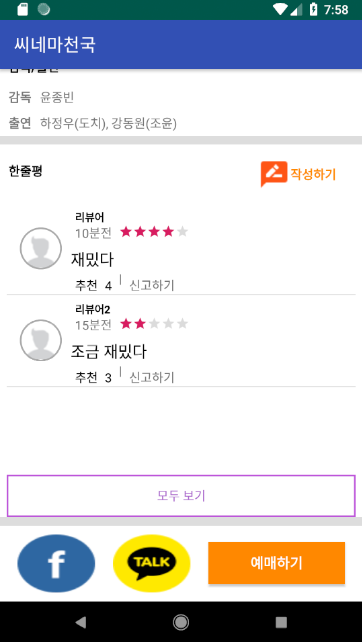 7:58
씨네마천국
감독/출연
감독 윤종빈
출연 하정우(도치), 강동원(조윤)
한줄평
작성하기
리뷰어
10분전
재밌다
추천 4 | 신고하기
리뷰어2
15분전
조금 재밌다
추천 3 | 신고하기
모두 보기
f
TALK
예매하기